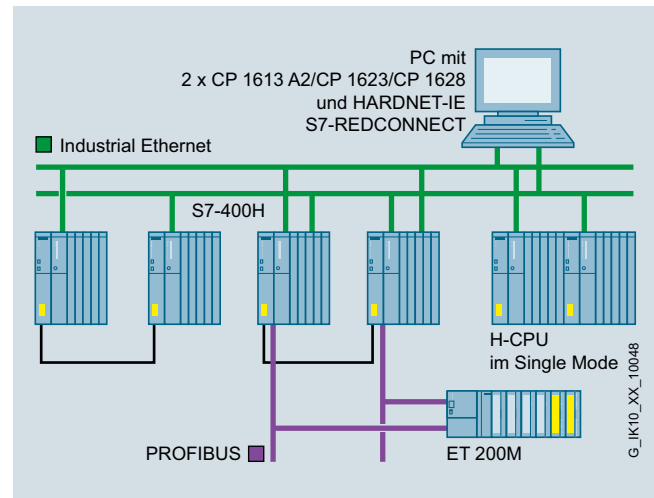 PC mit
2 x CP 1613 A2/CP 1623/CP 1628
und HARDNET-IE
S7-REDCONNECT
Industrial Ethernet
S7-400H
H-CPU
im Single Mode
PROFIBUS
ET 200M
G_IK10_XX_10048